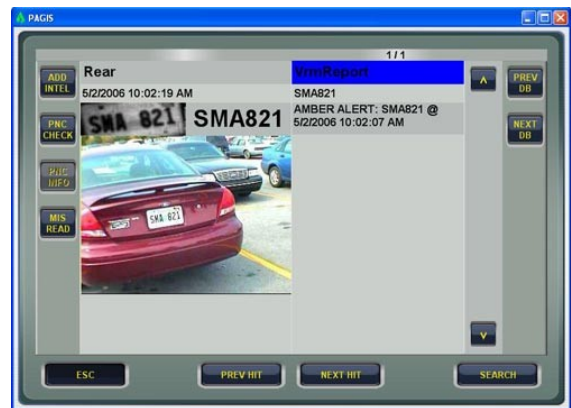 PAGIS
1/1
ADD INTEL
PNC CHECK
PNC INFO
MIS READ
Rear
5/2/2006 10:02:19 AM
SMA 821
SMA821
SMA 821
VrmReport
SMA821
AMBER ALERT: SMA821 @
5/2/2006 10:02:07 AM
PREV DB
NEXT DB
ESC
PREV HIT
NEXT HIT
SEARCH